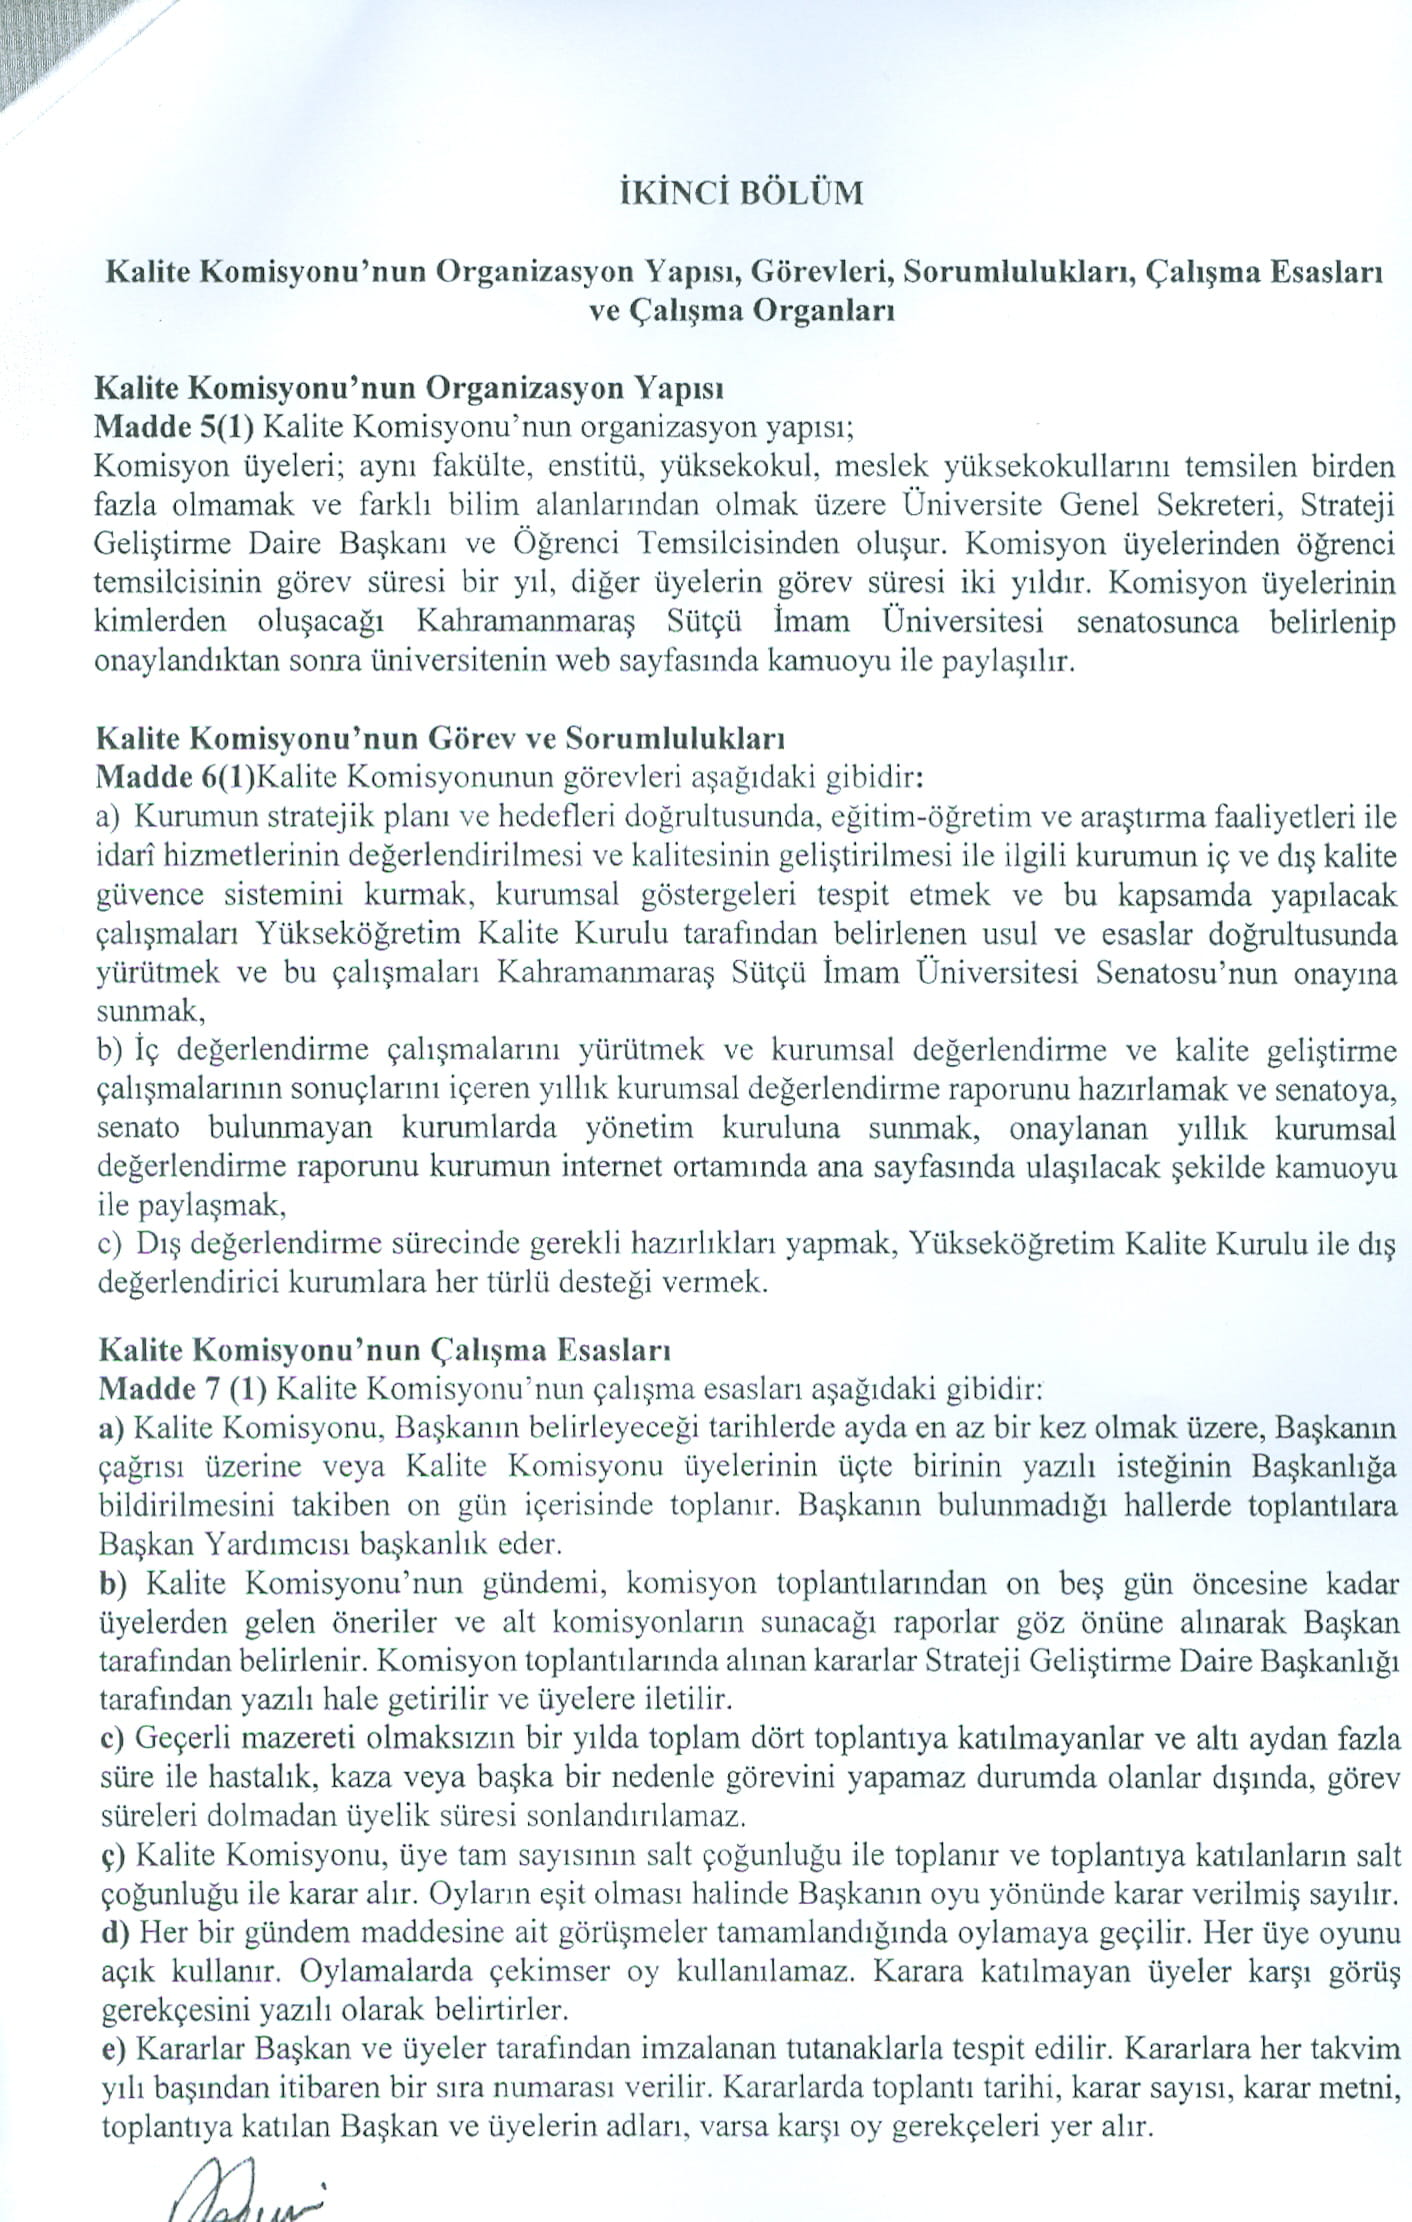 İKİNCİ BÖLÜM
Kalite Komisyonu’nun Organizasyon Yapısı, Görevleri, Sorumlulukları, Çalışma Esasları
ve Çalışma Organları
Kalite Komisyonu’nun Organizasyon Yapısı
Madde 5(1) Kalite Komisyonu’nun organizasyon yapısı;
Komisyon üyeleri; aynı fakülte, enstitü, yüksekokul, meslek yüksekokullarını temsilen birden
fazla olmamak ve farklı bilim alanlarından olmak üzere Üniversite Genel Sekreteri, Strateji
Geliştirme Daire Başkanı ve Öğrenci Temsilcisinden oluşur. Komisyon üyelerinden öğrenci
temsilcisinin görev süresi bir yıl, diğer üyelerin görev süresi iki yıldır. Komisyon üyelerinin
kimlerden oluşacağı Kahramanmaraş Sütçü İmam Üniversitesi senatosunca belirlenip
onaylandıktan sonra üniversitenin web sayfasında kamuoyu ile paylaşılır.
Kalite Komisyonu’nun Görev ve Sorumlulukları
Madde 6(1)Kalite Komisyonunun görevleri aşağıdaki gibidir:
a) Kurumun stratejik planı ve hedefleri doğrultusunda, eğitim-öğretim ve araştırma faaliyetleri ile
idarî hizmetlerinin değerlendirilmesi ve kalitesinin geliştirilmesi ile ilgili kurumun iç ve dış kalite
güvence sistemini kurmak, kurumsal göstergeleri tespit etmek ve bu kapsamda yapılacak
çalışmaları Yükseköğretim Kalite Kurulu tarafından belirlenen usul ve esaslar doğrultusunda
yürütmek ve bu çalışmaları Kahramanmaraş Sütçü İmam Üniversitesi Senatosu’nun onayına
sunmak,
b) İç değerlendirme çalışmalarını yürütmek ve kurumsal değerlendirme ve kalite geliştirme
çalışmalarının sonuçlarını içeren yıllık kurumsal değerlendirme raporunu hazırlamak ve senatoya,
senato bulunmayan kurumlarda yönetim kuruluna sunmak, onaylanan yıllık kurumsal
değerlendirme raporunu kurumun internet ortamında ana sayfasında ulaşılacak şekilde kamuoyu
ile paylaşmak,
c) Dış değerlendirme sürecinde gerekli hazırlıkları yapmak, Yükseköğretim Kalite Kurulu ile dış
değerlendirici kurumlara her türlü desteği vermek.
Kalite Komisyonu’nun Çalışma Esasları
Madde 7 (1) Kalite Komisyonu’nun çalışma esasları aşağıdaki gibidir:
a) Kalite Komisyonu, Başkanın belirleyeceği tarihlerde ayda en az bir kez olmak üzere, Başkanın
çağrısı üzerine veya Kalite Komisyonu üyelerinin üçte birinin yazılı isteğinin Başkanlığa
bildirilmesini takiben on gün içerisinde toplanır. Başkanın bulunmadığı hallerde toplantılara
Başkan Yardımcısı başkanlık eder.
b) Kalite Komisyonu’nun gündemi, komisyon toplantılarından on beş gün öncesine kadar
üyelerden gelen öneriler ve alt komisyonların sunacağı raporlar göz önüne alınarak Başkan
tarafından belirlenir. Komisyon toplantılarında alınan kararlar Strateji Geliştirme Daire Başkanlığı
tarafından yazılı hale getirilir ve üyelere iletilir.
c) Geçerli mazereti olmaksızın bir yılda toplam dört toplantıya katılmayanlar ve altı aydan fazla
süre ile hastalık, kaza veya başka bir nedenle görevini yapamaz durumda olanlar dışında, görev
süreleri dolmadan üyelik süresi sonlandırılamaz.
ç) Kalite Komisyonu, üye tam sayısının salt çoğunluğu ile toplanır ve toplantıya katılanların salt
çoğunluğu ile karar alır. Oyların eşit olması halinde Başkanın oyu yönünde karar verilmiş sayılır.
d) Her bir gündem maddesine ait görüşmeler tamamlandığında oylamaya geçilir. Her üye oyunu
açık kullanır. Oylamalarda çekimser oy kullanılamaz. Karara katılmayan üyeler karşı görüş
gerekçesini yazılı olarak belirtirler.
e) Kararlar Başkan ve üyeler tarafından imzalanan tutanaklarla tespit edilir. Kararlara her takvim
yılı başından itibaren bir sıra numarası verilir. Kararlarda toplantı tarihi, karar sayısı, karar metni,
toplantıya katılan Başkan ve üyelerin adları, varsa karşı oy gerekçeleri yer alır.